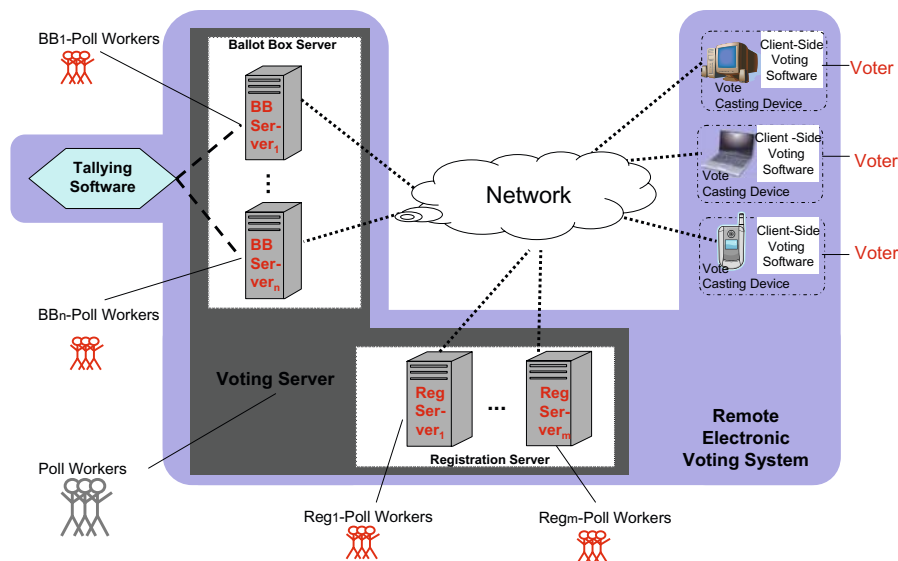 BB1-Poll Workers
Ballot Box Server
BB
Ser-
ver1
Tallying
Software
BB
Ser-
vern
BBn-Poll Workers
Network
Client-Side
Voting
Software
Vote
Casting Device
Voter
Client -Side
Voting
Software
Vote
Casting Device
Voter
Client-Side
Voting
Software
Vote
Casting Device
Voter
Voting Server
Reg
Ser-
ver1
...
Reg
Ser-
verm
Registration Server
Remote
Electronic
Voting System
Poll Workers
Reg1-Poll Workers
Regm-Poll Workers